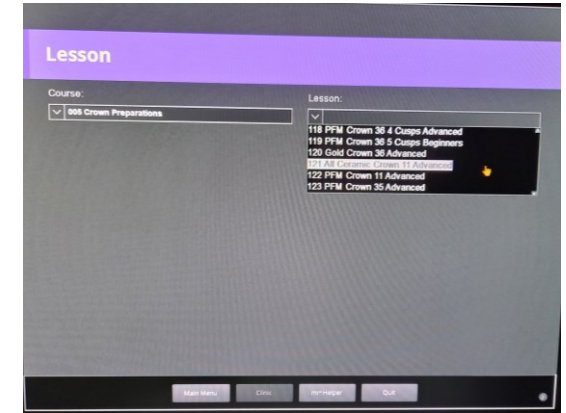 Lesson
Course:
005 Crown Preparations
Lesson:
118 PFM Crown 36 4 Cusps Advanced
119 PFM Crown 36 5 Cusps Beginners
120 Gold Crown 36 Advanced
121 All Ceramic Crown 11 Advanced
122 PFM Crown 11 Advanced
123 PFM Crown 35 Advanced
Main Menu
Clinic
Quit